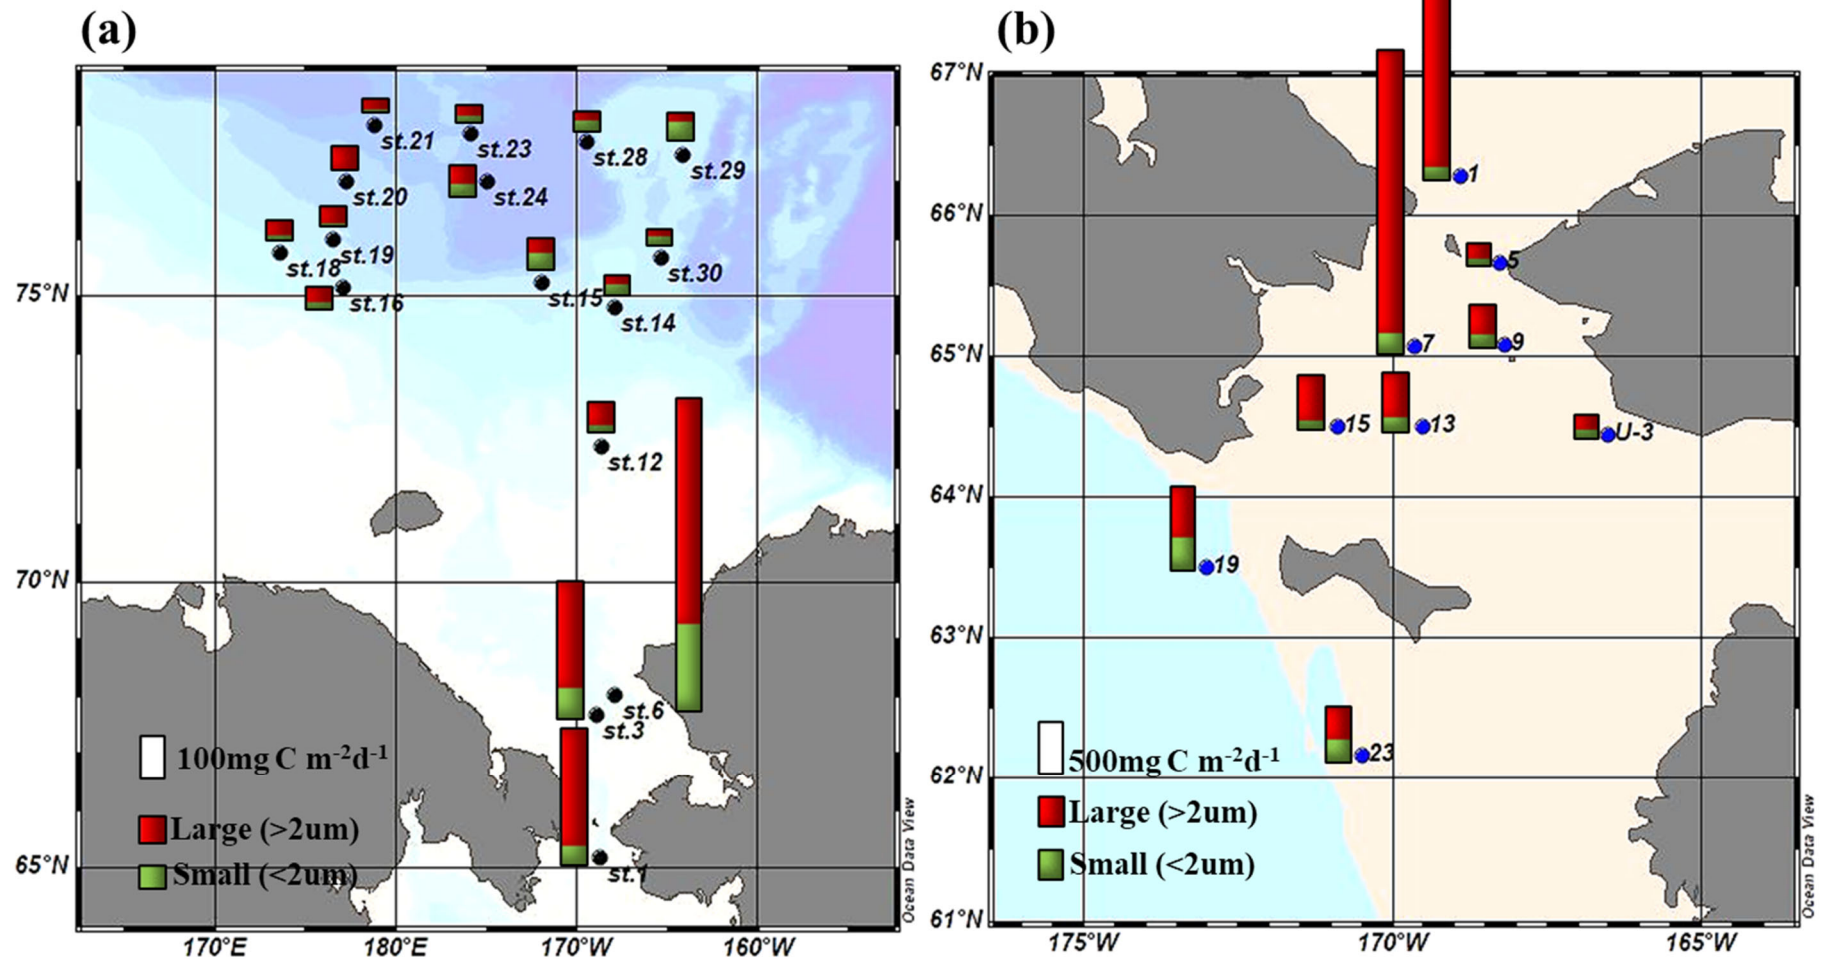 (a)
st.21
st.23
st.28
st.29
st.20
st.24
st.19
st.18
st.30
st.16
st.15
st.14
75°N
st.12
70°N
st.6
st.3
100mg C m-2d-1
Large (>2um)
Small (<2um)
65°N
st.1
170°E
180°E
170°W
160°W
Ocean Data View
(b)
67°N
1
66°N
5
7
9
65°N
15
13
U-3
64°N
19
63°N
23
500mg C m-2d-1
62°N
Large (>2um)
Small (<2um)
61°N
175°W
170°W
165°W
Ocean Data View